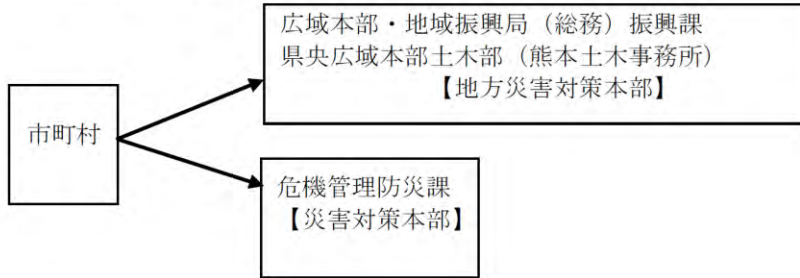 広域本部・地域振興局（総務）振興課
県央広域本部土木部（熊本土木事務所）
【地方災害対策本部】
市町村
危機管理防災課
【災害対策本部】